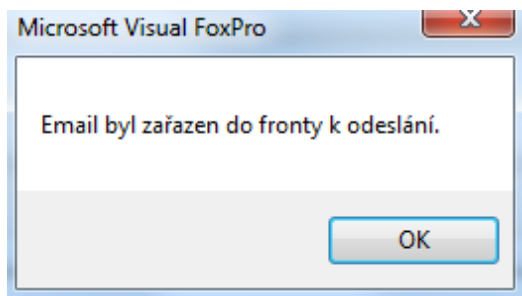 Microsoft Visual FoxPro
Email byl zařazen do fronty k odeslání.
OK